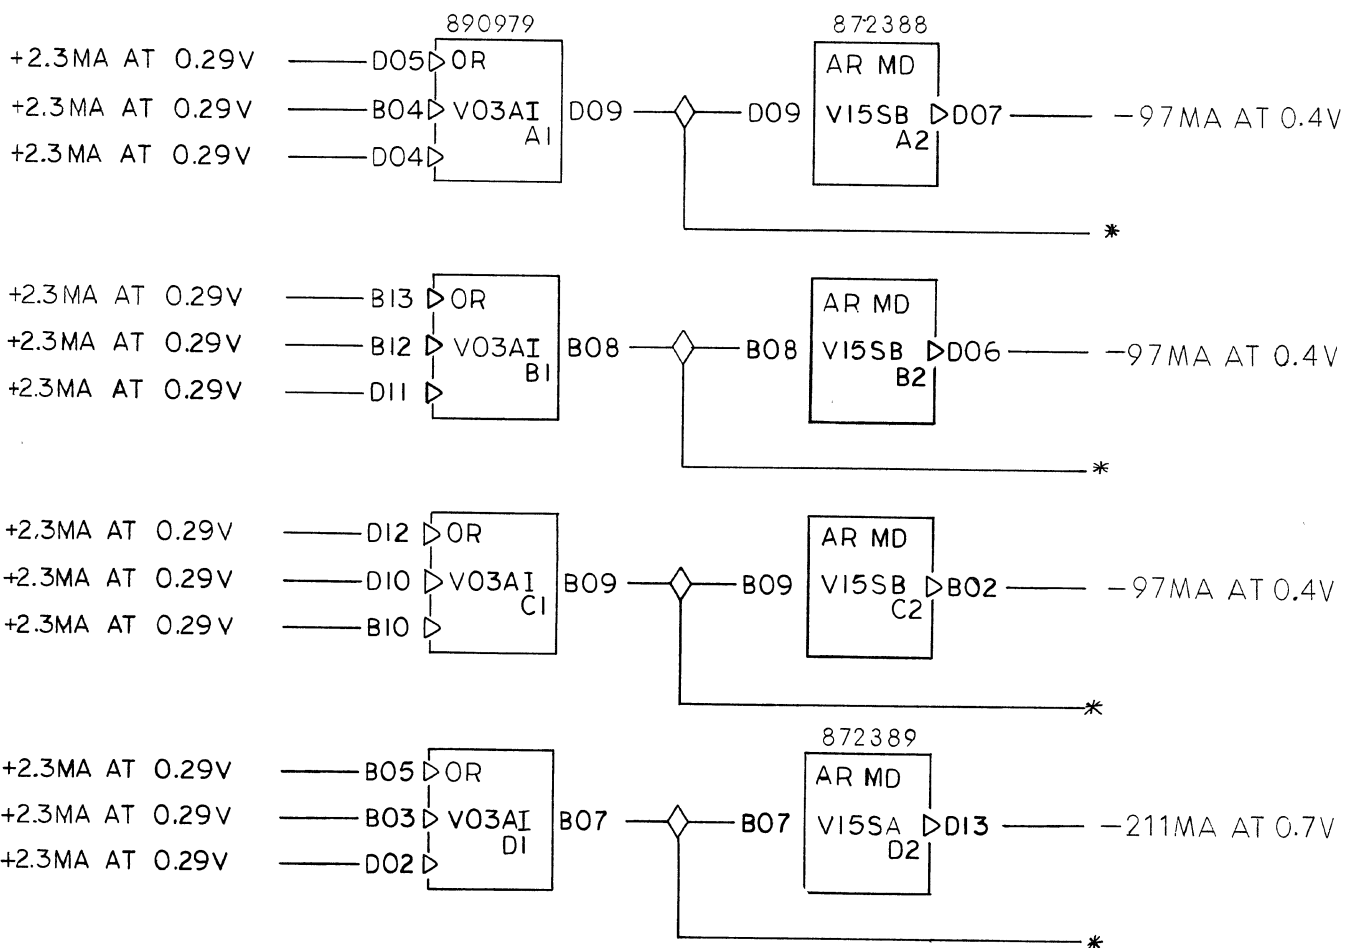 890979 872388
+2.3MA AT 0.29V D05 OR AR MD
+2.3MA AT 0.29V B04 V03AI D09 D09 V15SB D07 -97MA AT 0.4V
A1 A2
+2.3MA AT 0.29V D04
*
+2.3MA AT 0.29V B13 OR AR MD
+2.3MA AT 0.29V B12 V03AI B08 B08 V15SB D06 -97MA AT 0.4V
B1 B2
+2.3MA AT 0.29V D11
*
+2.3MA AT 0.29V D12 OR AR MD
+2.3MA AT 0.29V D10 V03AI B09 B09 V15SB B02 -97MA AT 0.4V
C1 C2
+2.3MA AT 0.29V B10
*
872389
+2.3MA AT 0.29V B05 OR AR MD
+2.3MA AT 0.29V B03 V03AI B07 B07 V15SA D13 -211MA AT 0.7V
D1 D2
+2.3MA AT 0.29V D02
*